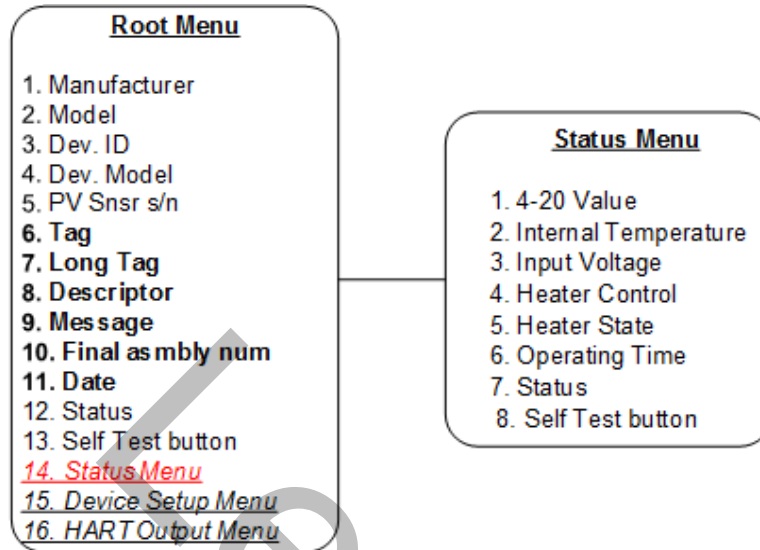 Root Menu
1. Manufacturer
2. Model
3. Dev. ID
4. Dev. Model
5. PV Snsr s/n
6. Tag
7. Long Tag
8. Descriptor
9. Message
10. Final asmbly num
11. Date
12. Status
13. Self Test button
14. Status Menu
15. Device Setup Menu
16. HART Output Menu
Status Menu
1. 4-20 Value
2. Internal Temperature
3. Input Voltage
4. Heater Control
5. Heater State
6. Operating Time
7. Status
8. Self Test button